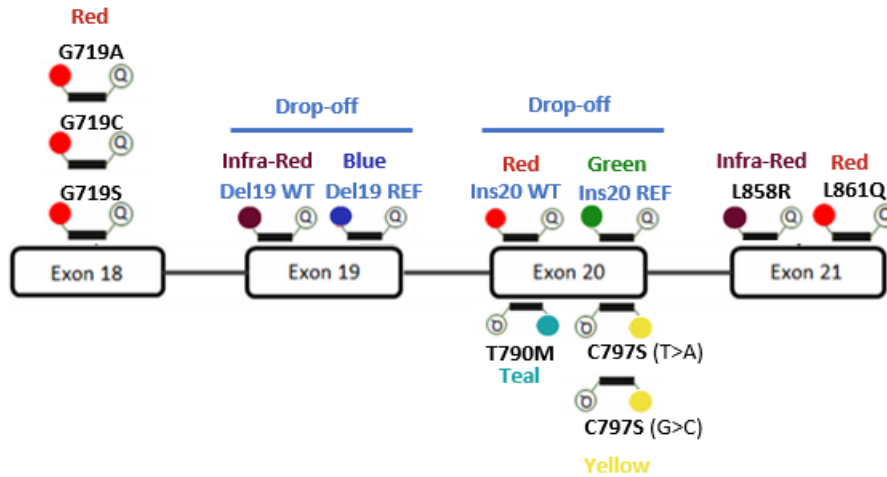 Red
G719A
Q
G719C
Q
G719S
Q
Drop-off
Infra-Red Blue
Del19 WT Del19 REF
Q Q
Drop-off
Red Green
Ins20 WT Ins20 REF
Q Q
Infra-Red Red
L858R L861Q
Q Q
Exon 18 Exon 19 Exon 20 Exon 21
Q Q
T790M C797S (T>A)
Teal
Q
C797S (G>C)
Yellow